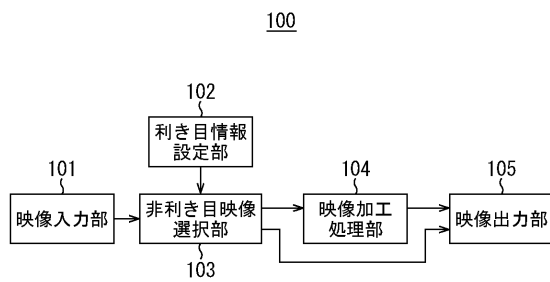 100
102
利き目情報
設定部
101
映像入力部
非利き目映像
選択部
103
104
映像加工
処理部
105
映像出力部